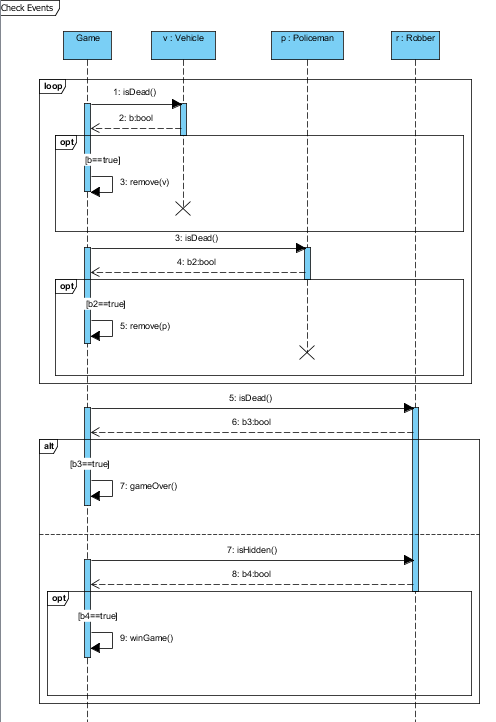 Check Events
Game
v : Vehicle
p : Policeman
r : Robber
loop
1: isDead()
2: b:bool
opt
[b==true]
3: remove(v)
3: isDead()
4: b2:bool
opt
[b2==true]
5: remove(p)
5: isDead()
6: b3:bool
alt
[b3==true]
7: gameOver()
7: isHidden()
8: b4:bool
opt
[b4==true]
9: winGame()